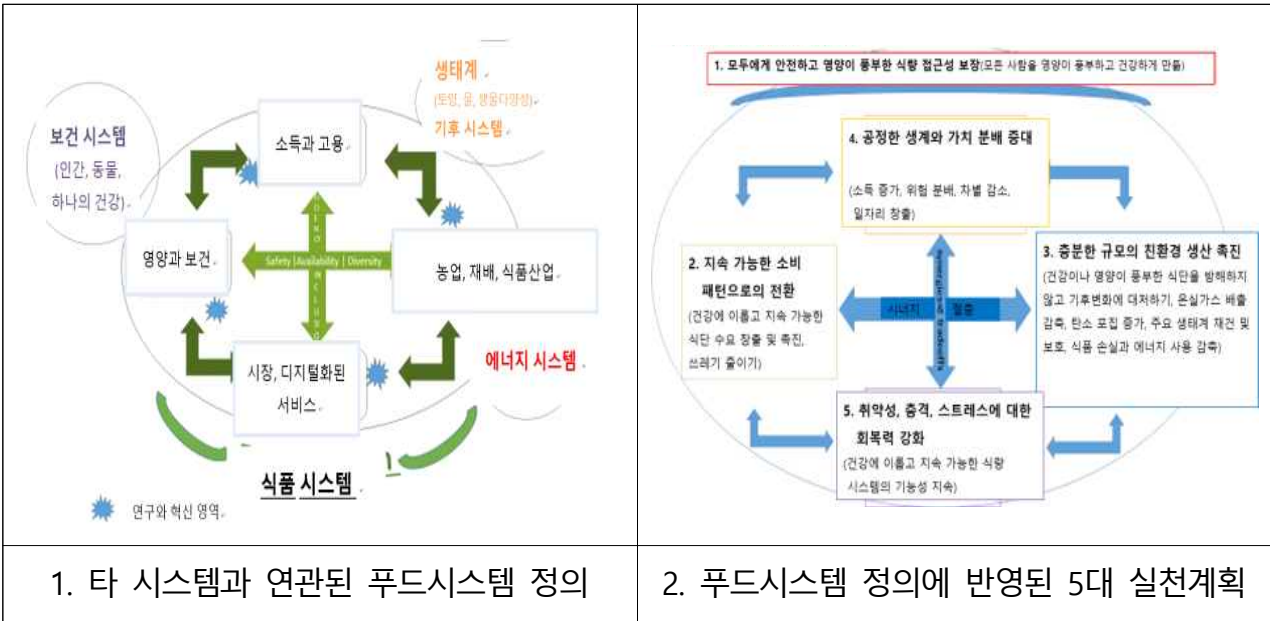 생태계
(토양, 물, 생물다양성)
기후 시스템
보건 시스템
(인간, 동물,
하나의 건강)
소득과 고용
영양과 보건
Safety | Availability | Diversity
농업, 재배, 식품산업
시장, 디지털화된
서비스
에너지 시스템
식품 시스템
연구와 혁신 영역
1. 타 시스템과 연관된 푸드시스템 정의
1. 모두에게 안전하고 영양이 풍부한 식량 접근성 보장(모든 사람을 영양이 풍부하고 건강하게 만듦)
4. 공정한 생계와 가치 분배 증대
(소득 증가, 위험 분배, 차별 감소,
일자리 창출)
2. 지속 가능한 소비
패턴으로의 전환
(건강에 이롭고 지속 가능한
식단 수요 창출 및 촉진,
쓰레기 줄이기)
시너지
절충
3. 충분한 규모의 친환경 생산 촉진
(건강이나 영양이 풍부한 식단을 방해하지
않고 기후변화에 대처하기, 온실가스 배출
감축, 탄소 포집 증가, 주요 생태계 재건 및
보호, 식품 손실과 에너지 사용 감축)
5. 취약성, 충격, 스트레스에 대한
회복력 강화
(건강에 이롭고 지속 가능한 식량
시스템의 기능성 지속)
2. 푸드시스템 정의에 반영된 5대 실천계획